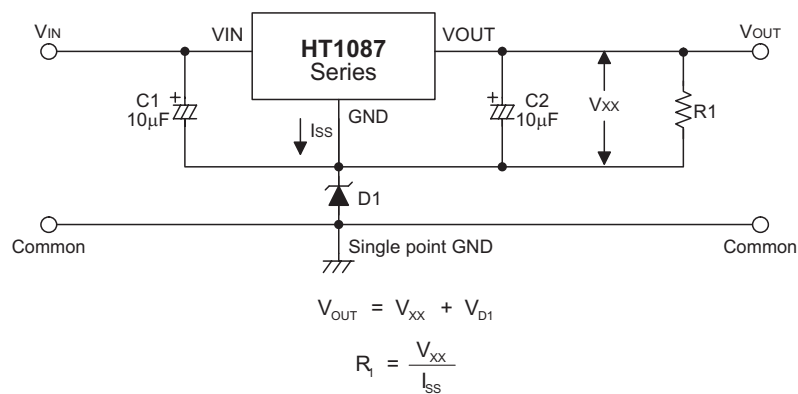 VIN
VIN
HT1087
Series
VOUT
VOUT
C1
10μF
+
ISS
GND
+
C2
10μF
VXX
R1
D1
Common
Single point GND
Common
VOUT = VXX + VD1
R1 = VXX / ISS